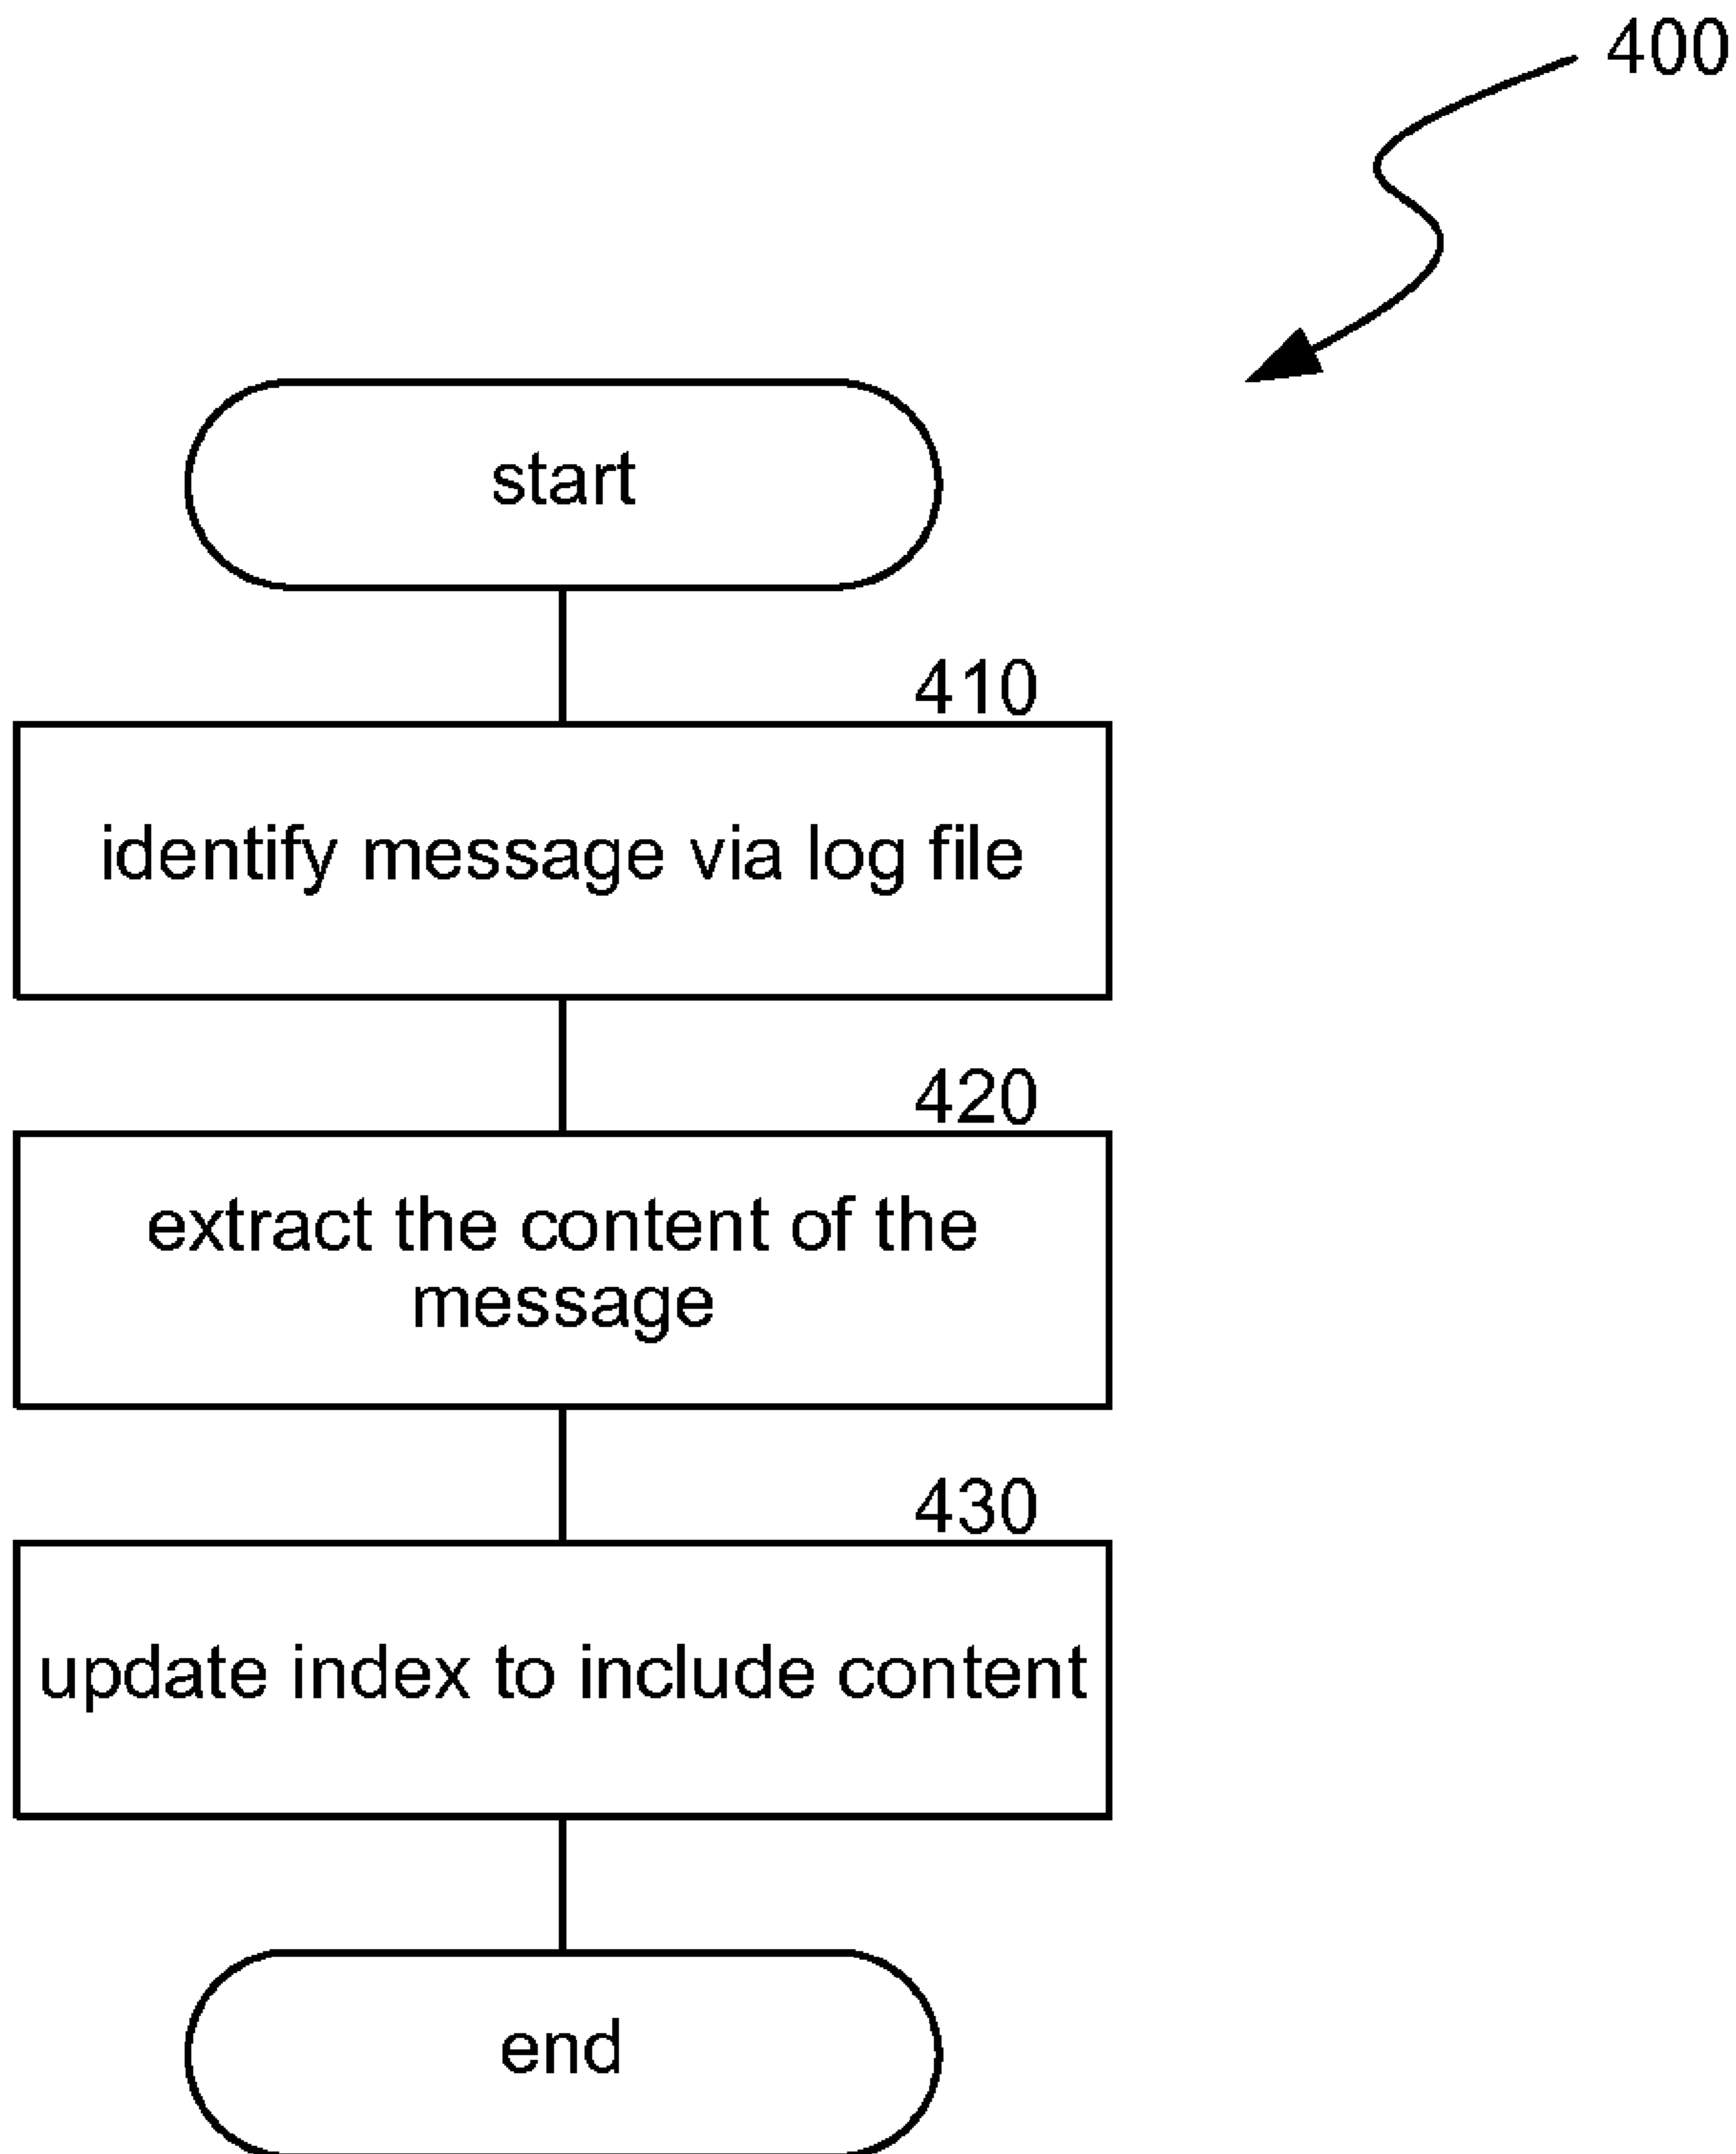 400
start
410
identify message via log file
420
extract the content of the
message
430
update index to include content
end